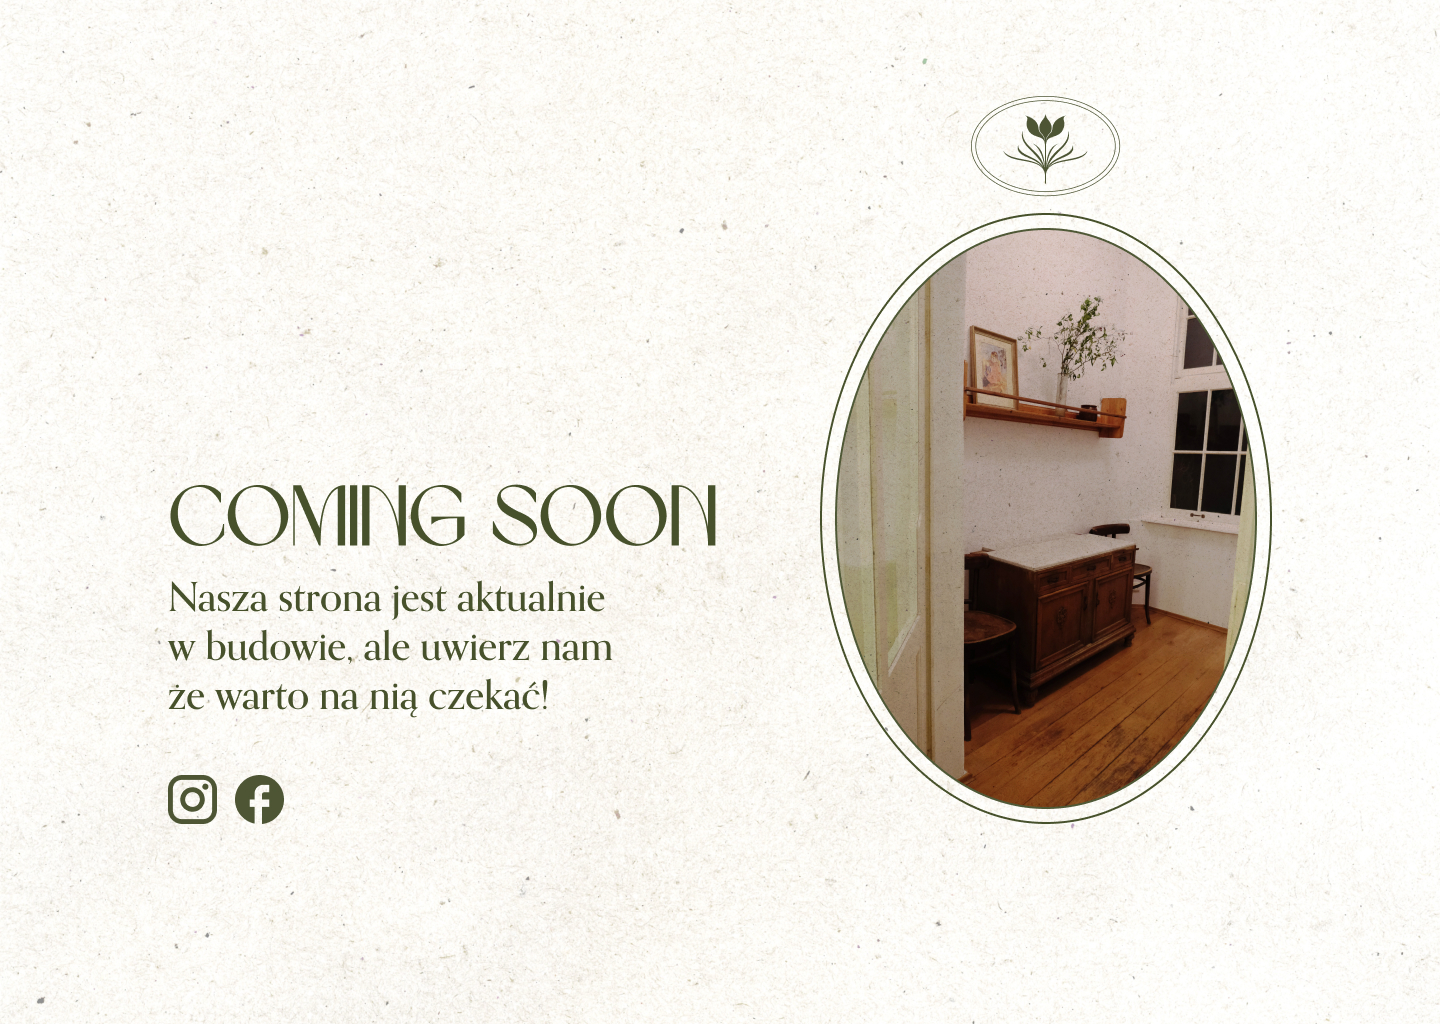 COMING SOON
Nasza strona jest aktualnie
w budowie, ale uwierz nam
że warto na nią czekać!